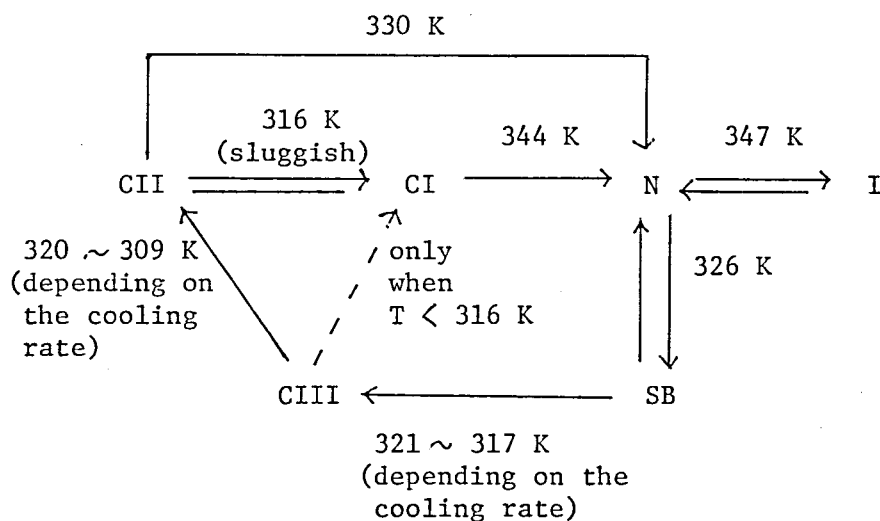 330 K
316 K
(sluggish)
344 K
347 K
CII
CI
N
I
320 ~ 309 K
(depending on
the cooling
rate)
only
when
T < 316 K
326 K
CIII
SB
321 ~ 317 K
(depending on the
cooling rate)